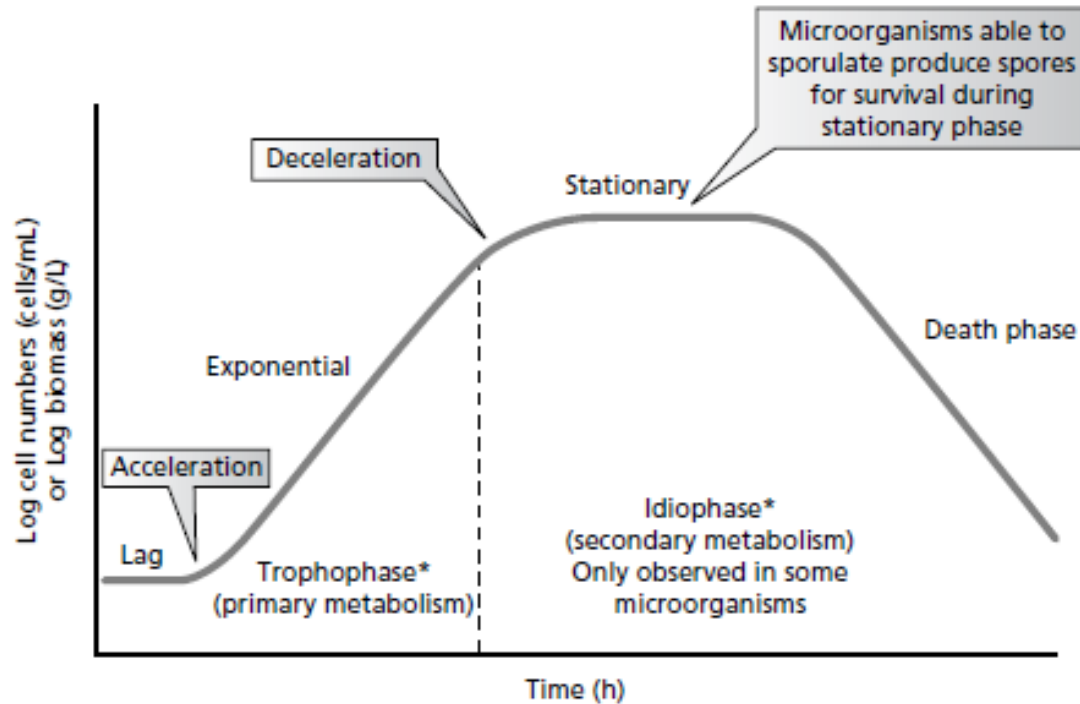 Microorganisms able to
sporulate produce spores
for survival during
stationary phase
Deceleration
Stationary
Log cell numbers (cells/mL)
or Log biomass (g/L)
Exponential
Death phase
Acceleration
Lag
Trophophase*
(primary metabolism)
Idiophase*
(secondary metabolism)
Only observed in some
microorganisms
Time (h)